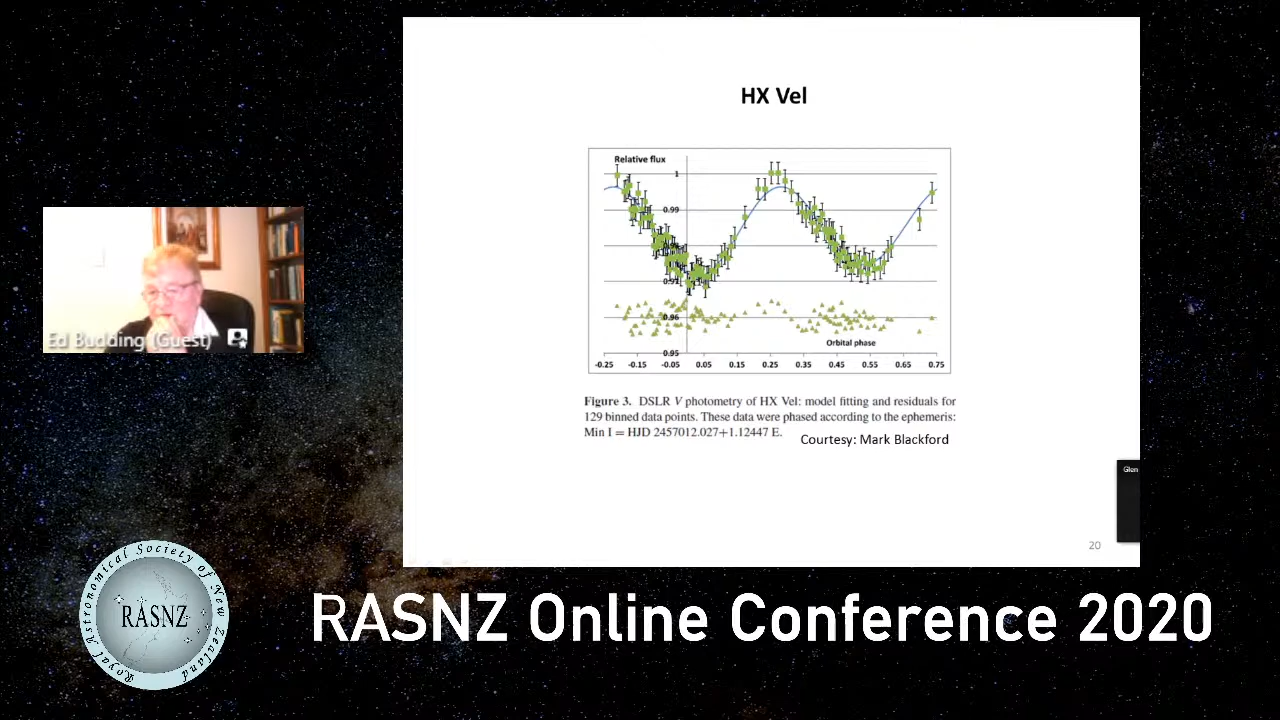 HX Vel
Relative flux
1
0.99
0.97
0.96
Orbital phase
0.95
-0.25 -0.15 -0.05 0.05 0.15 0.25 0.35 0.45 0.55 0.65 0.75
Figure 3. DSLR V photometry of HX Vel: model fitting and residuals for
129 binned data points. These data were phased according to the ephemeris:
Min I = HJD 2457012.027+1.12447 E.
Courtesy: Mark Blackford
Ed Budding (Guest)
Glen
20
Royal Astronomical Society of New Zealand
RASNZ
RASNZ Online Conference 2020